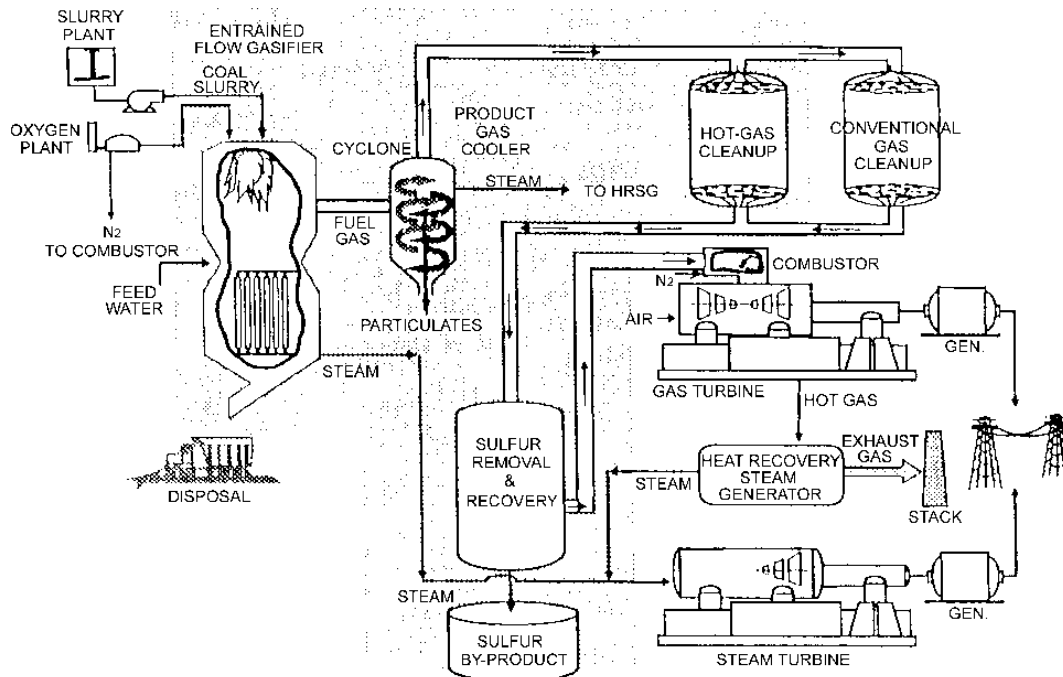 SLURRY
PLANT
ENTRAINED
FLOW GASIFIER
COAL
SLURRY
OXYGEN
PLANT
N2
TO COMBUSTOR
FEED
WATER
CYCLONE
PRODUCT
GAS
COOLER
STEAM
TO HRSG
FUEL
GAS
PARTICULATES
HOT-GAS
CLEANUP
CONVENTIONAL
GAS
CLEANUP
COMBUSTOR
N2
AIR
GEN.
GAS TURBINE
HOT GAS
STEAM
DISPOSAL
SULFUR
REMOVAL
&
RECOVERY
STEAM
HEAT RECOVERY
STEAM
GENERATOR
EXHAUST
GAS
STACK
STEAM
SULFUR
BY-PRODUCT
GEN.
STEAM TURBINE